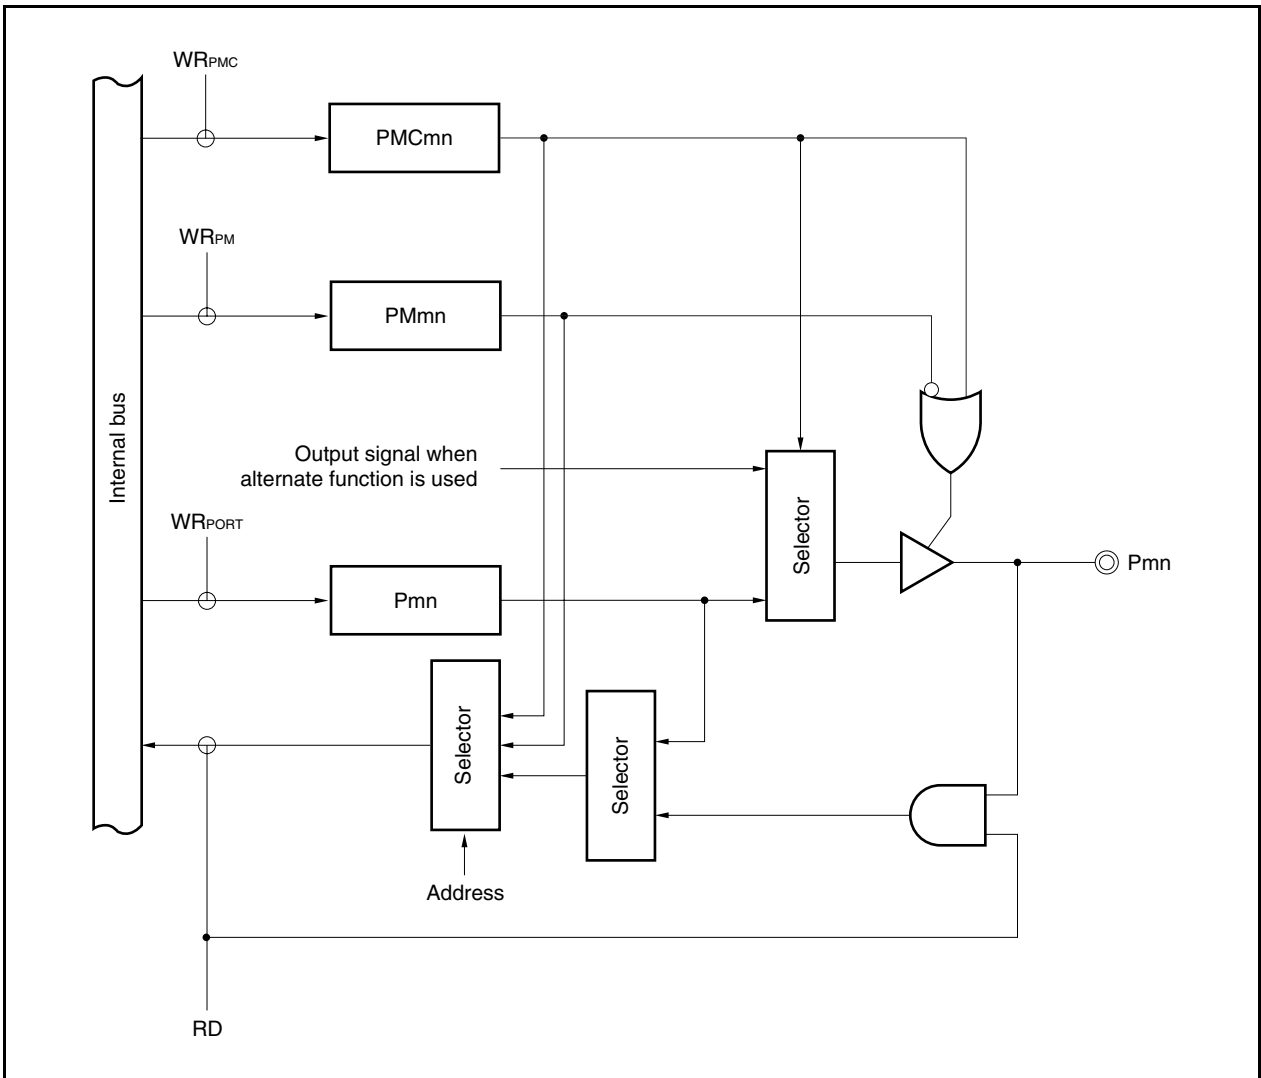 WRPMC
PMCmn
WRPM
PMmn
Internal bus
Output signal when
alternate function is used
Selector
WRPORT
Pmn
Pmn
Selector
Selector
Address
RD